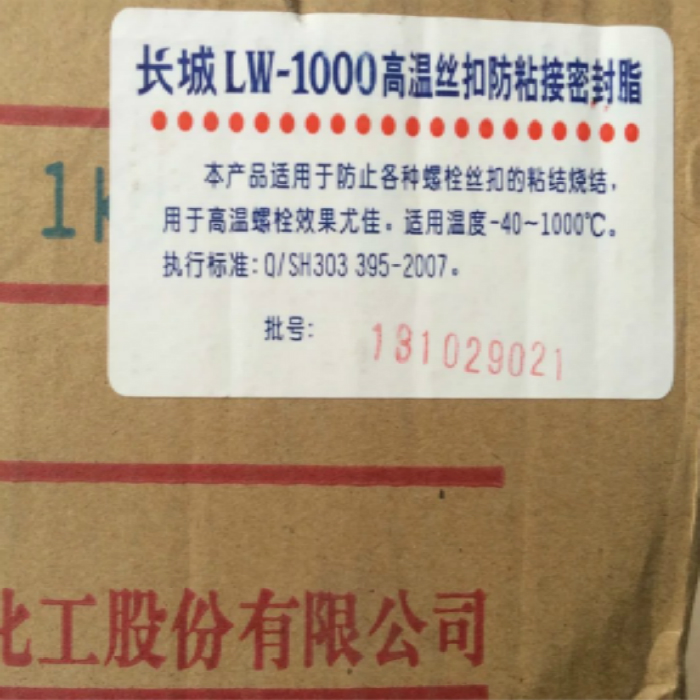 长城LW-1000高温丝扣防粘接密封脂
本产品适用于防止各种螺栓丝扣的粘结烧结，
用于高温螺栓效果尤佳。适用温度-40~1000℃。
执行标准：Q/SH303 395-2007。
批号： 131029021
1k
化工股份有限公司